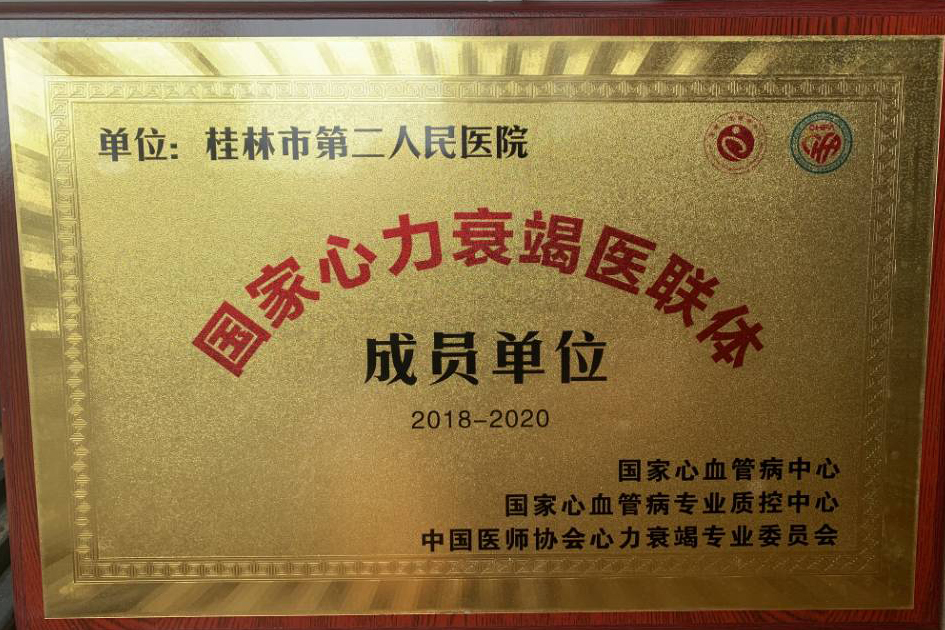 单位：桂林市第二人民医院
国家心力衰竭医联体
成员单位
2018-2020
国家心血管病中心
国家心血管病专业质控中心
中国医师协会心力衰竭专业委员会